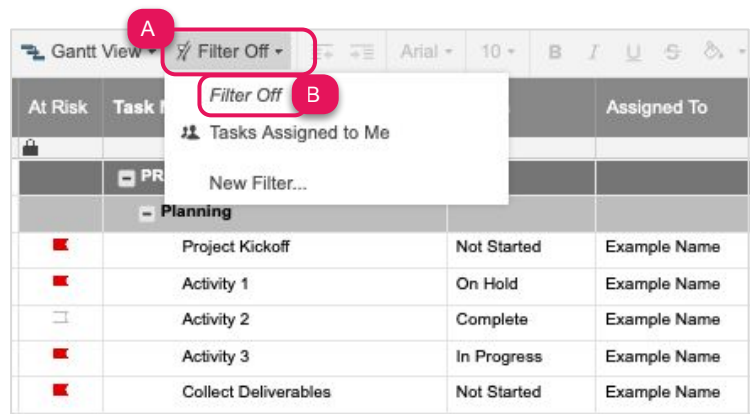 A
Gantt View Filter Off Arial 10 B I U S
Filter Off B
At Risk Task Assigned To
Tasks Assigned to Me
PR
New Filter...
Planning
Project Kickoff Not Started Example Name
Activity 1 On Hold Example Name
Activity 2 Complete Example Name
Activity 3 In Progress Example Name
Collect Deliverables Not Started Example Name